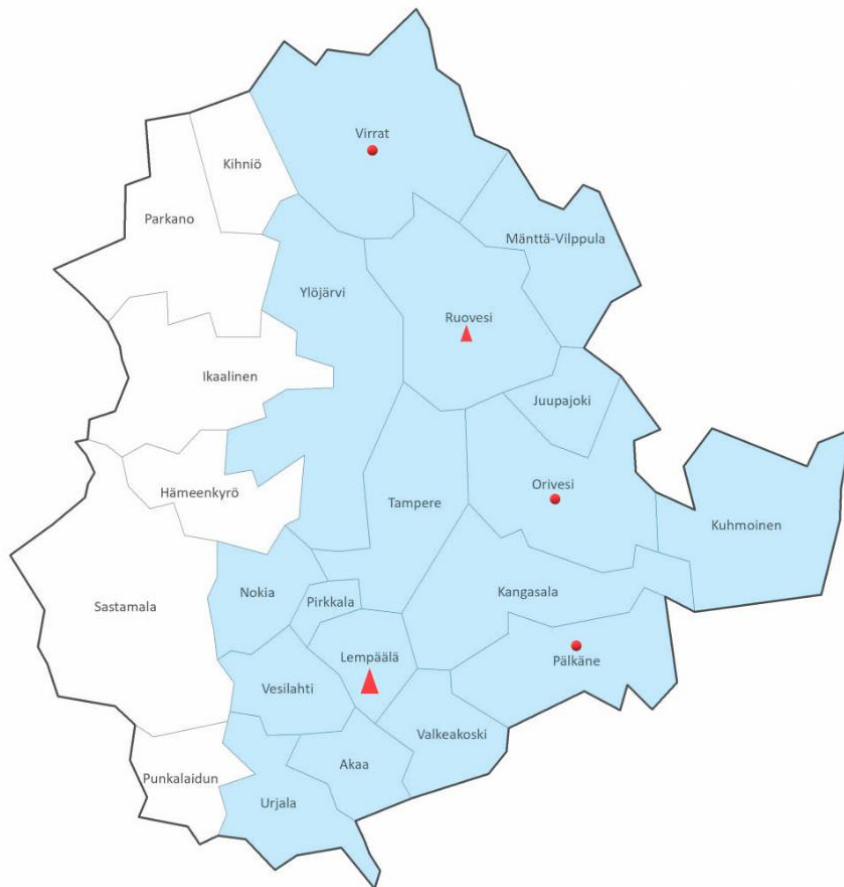 Virrat
Kihniö
Parkano
Mänttä-Vilppula
Ylöjärvi
Ruovesi
Ikaalinen
Juupajoki
Hämeenkyrö
Orivesi
Tampere
Kuhmoinen
Nokia
Kangasala
Pirkkala
Sastamala
Lempäälä
Pälkäne
Vesilahti
Valkeakoski
Akaa
Punkalaidun
Urjala